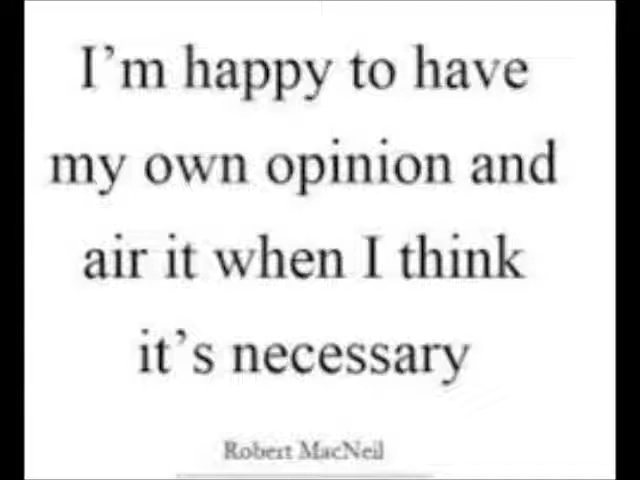 I'm happy to have
my own opinion and
air it when I think
it's necessary
Robert MacNeil